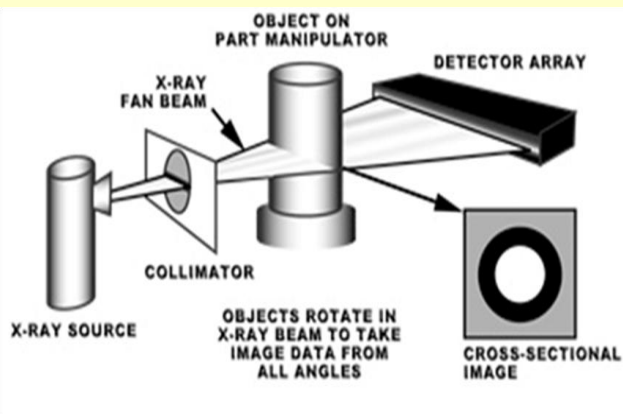 OBJECT ON
PART MANIPULATOR
X-RAY
FAN BEAM
DETECTOR ARRAY
COLLIMATOR
X-RAY SOURCE
OBJECTS ROTATE IN
X-RAY BEAM TO TAKE
IMAGE DATA FROM
ALL ANGLES
CROSS-SECTIONAL
IMAGE